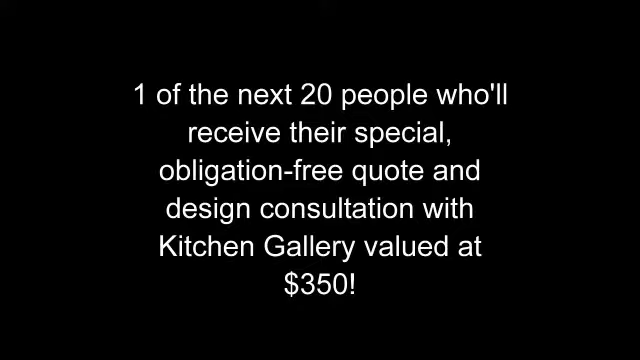 1 of the next 20 people who'll
receive their special,
obligation-free quote and
design consultation with
Kitchen Gallery valued at
$350!